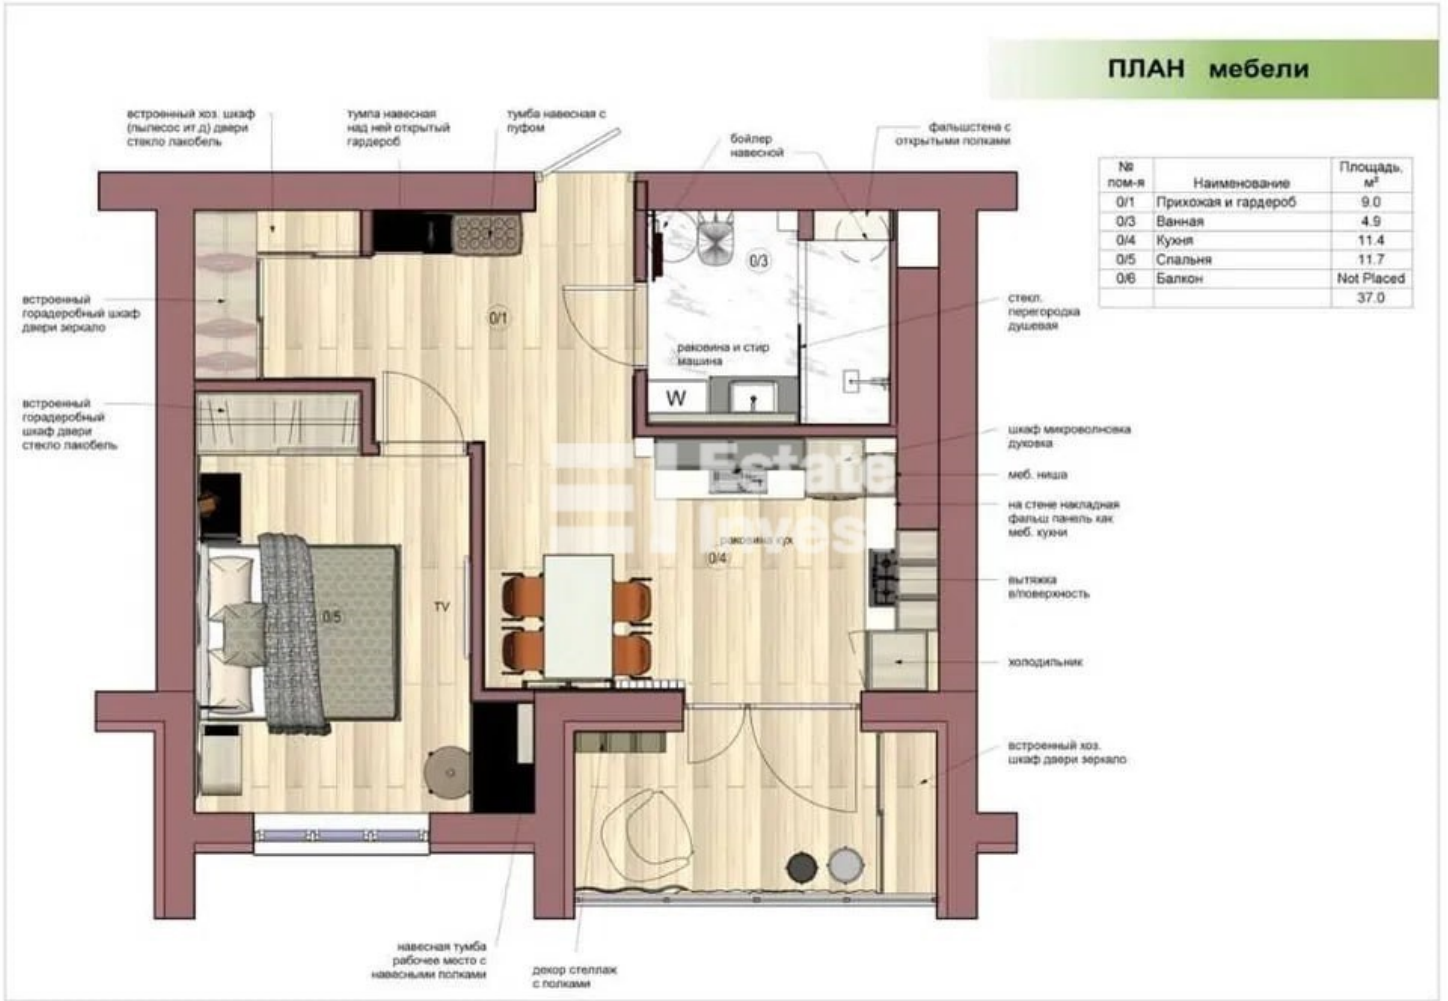 ПЛАН мебели
встроенный хоз. шкаф
(пылесос ит.д) двери
стекло лакобель
тумпа навесная
над ней открытый
гардероб
тумба навесная с
пуфом
бойлер
навесной
фальшстена с
открытыми полками
№
пом-я
Наименование
Площадь,
м²
0/1 Прихожая и гардероб 9.0
0/3 Ванная 4.9
0/4 Кухня 11.4
0/5 Спальня 11.7
0/6 Балкон Not Placed
37.0
0/3
встроенный
горадеробный шкаф
двери зеркало
0/1
стекл.
перегородка
душевая
раковина и стир
машина
W
встроенный
горадеробный
шкаф двери
стекло лакобель
шкаф микроволновка
духовка
меб. ниша
Estate
Invest
на стене накладная
фальш панель как
меб. кухни
раковина кух
0/4
вытяжка
в/поверхность
TV
0/5
холодильник
встроенный хоз.
шкаф двери зеркало
навесная тумба
рабочее место с
навесными полками
декор стеллаж
с полками